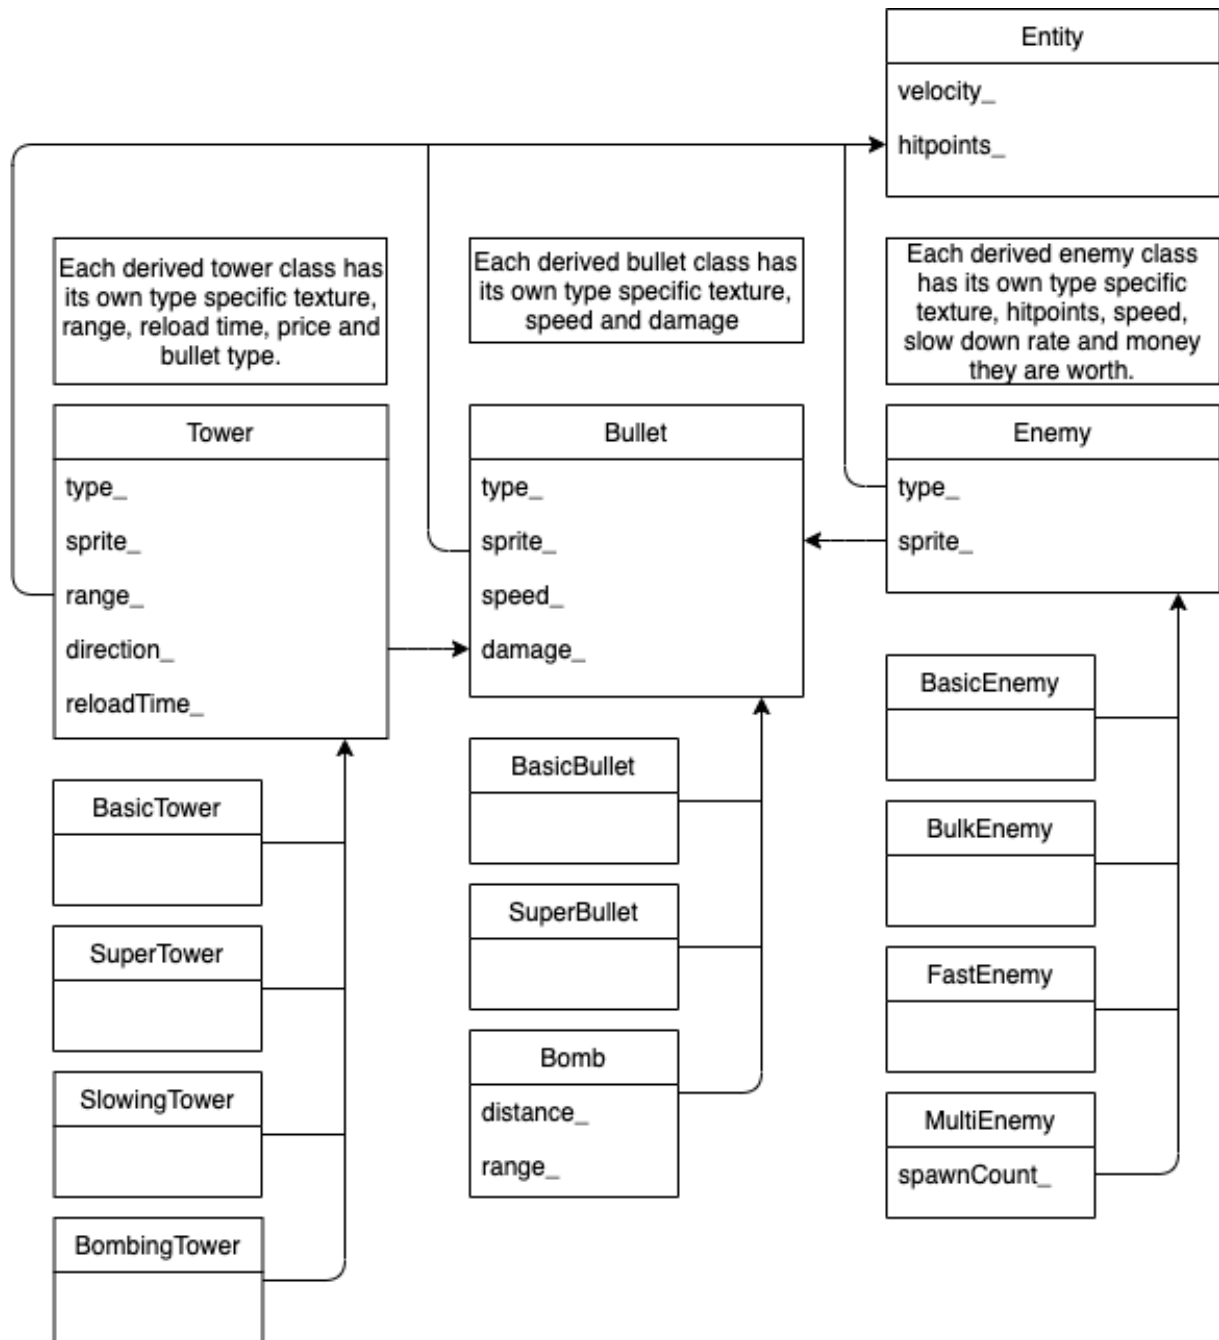 Entity
velocity_
hitpoints_
Each derived tower class has
its own type specific texture,
range, reload time, price and
bullet type.
Each derived bullet class has
its own type specific texture,
speed and damage
Each derived enemy class
has its own type specific
texture, hitpoints, speed,
slow down rate and money
they are worth.
Tower
type_
sprite_
range_
direction_
reloadTime_
Bullet
type_
sprite_
speed_
damage_
Enemy
type_
sprite_
BasicTower
SuperTower
SlowingTower
BombingTower
BasicBullet
SuperBullet
Bomb
distance_
range_
BasicEnemy
BulkEnemy
FastEnemy
MultiEnemy
spawnCount_